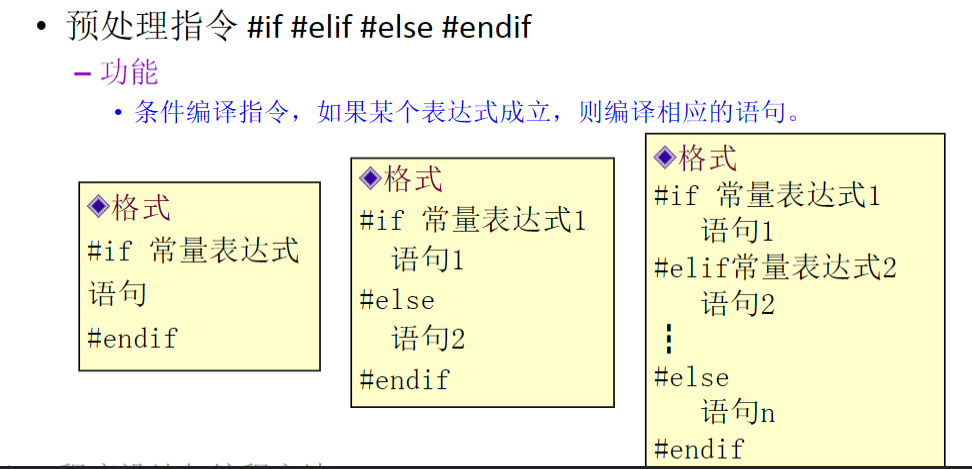 • 预处理指令 #if #elif #else #endif
– 功能
• 条件编译指令，如果某个表达式成立，则编译相应的语句。
◈格式
#if 常量表达式
语句
#endif
◈格式
#if 常量表达式1
语句1
#else
语句2
#endif
◈格式
#if 常量表达式1
语句1
#elif常量表达式2
语句2
⋮
#else
语句n
#endif